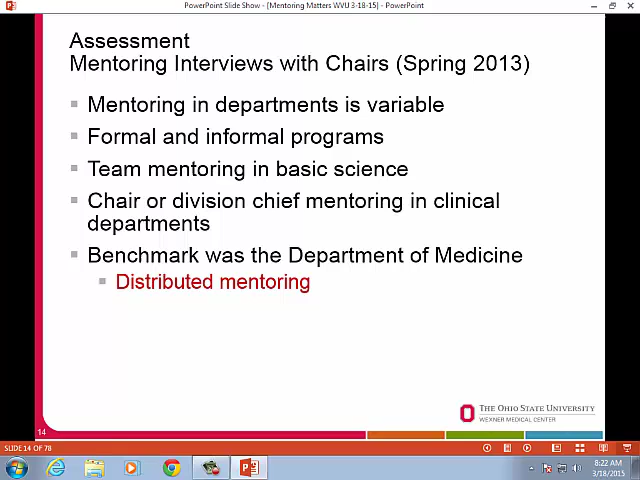 PowerPoint Slide Show - [Mentoring Matters WVU 3-18-15] - PowerPoint
Assessment
Mentoring Interviews with Chairs (Spring 2013)
Mentoring in departments is variable
Formal and informal programs
Team mentoring in basic science
Chair or division chief mentoring in clinical
departments
Benchmark was the Department of Medicine
Distributed mentoring
THE OHIO STATE UNIVERSITY
WEXNER MEDICAL CENTER
14
SLIDE 14 OF 78
8:22 AM
3/18/2015